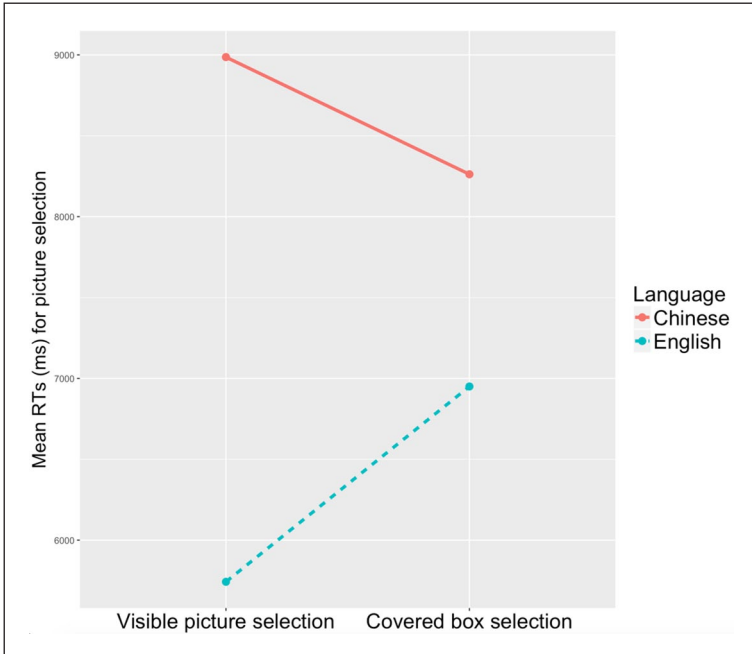 9000
8000
7000
6000
Mean RTs (ms) for picture selection
Visible picture selection
Covered box selection
Language
Chinese
English